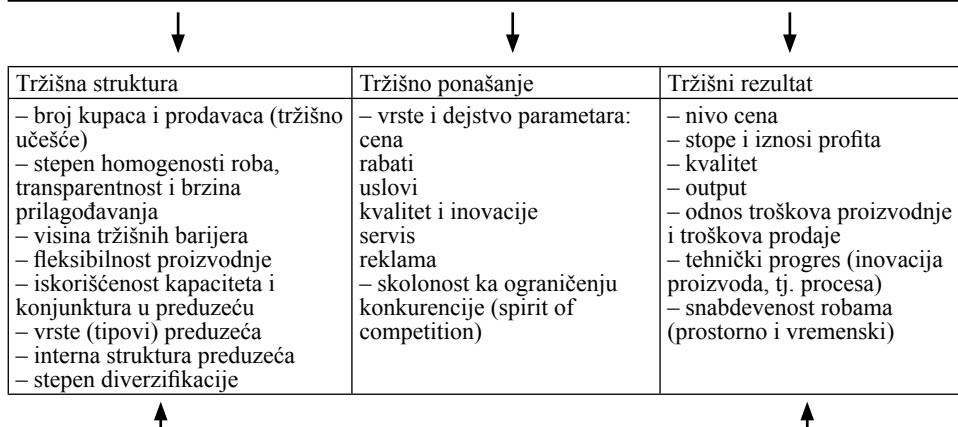 Tržišna struktura
– broj kupaca i prodavaca (tržišno
učešće)
– stepen homogenosti roba,
transparentnost i brzina
prilagođavanja
– visina tržišnih barijera
– fleksibilnost proizvodnje
– iskorišćenost kapaciteta i
konjunktura u preduzeću
– vrste (tipovi) preduzeća
– interna struktura preduzeća
– stepen diverzifikacije
Tržišno ponašanje
– vrste i dejstvo parametara:
cena
rabati
uslovi
kvalitet i inovacije
servis
reklama
– skolonost ka ograničenju
konkurencije (spirit of
competition)
Tržišni rezultat
– nivo cena
– stope i iznosi profita
– kvalitet
– output
– odnos troškova proizvodnje
i troškova prodaje
– tehnički progres (inovacija
proizvoda, tj. procesa)
– snabdevenost robama
(prostorno i vremenski)